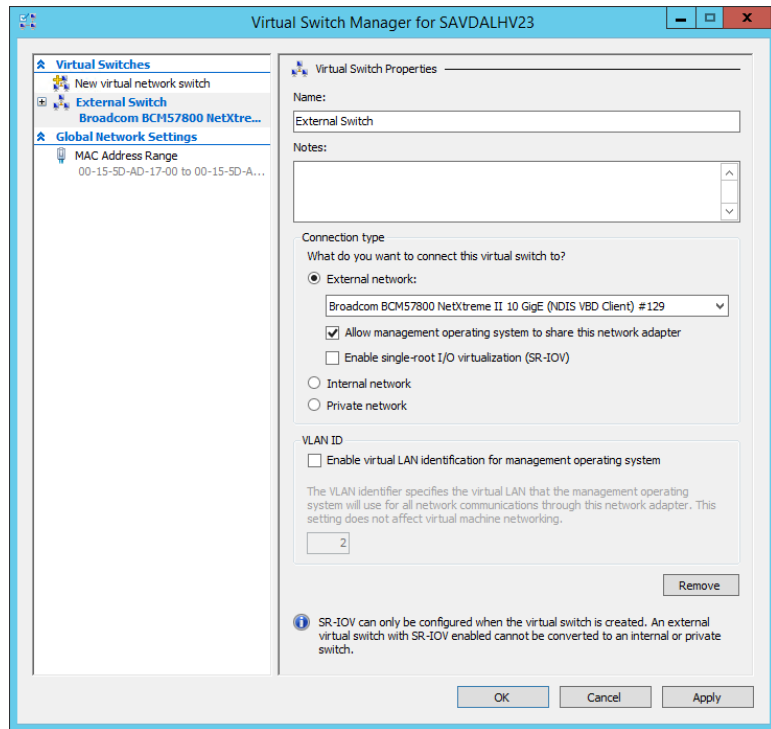 Virtual Switch Manager for SAVDALHV23
Virtual Switches
New virtual network switch
External Switch
Broadcom BCM57800 NetXtre...
Global Network Settings
MAC Address Range
00-15-5D-AD-17-00 to 00-15-5D-A...
Virtual Switch Properties
Name:
External Switch
Notes:
Connection type
What do you want to connect this virtual switch to?
External network:
Broadcom BCM57800 NetXtreme II 10 GigE (NDIS VBD Client) #129
Allow management operating system to share this network adapter
Enable single-root I/O virtualization (SR-IOV)
Internal network
Private network
VLAN ID
Enable virtual LAN identification for management operating system
The VLAN identifier specifies the virtual LAN that the management operating
system will use for all network communications through this network adapter. This
setting does not affect virtual machine networking.
2
Remove
SR-IOV can only be configured when the virtual switch is created. An external
virtual switch with SR-IOV enabled cannot be converted to an internal or private
switch.
OK
Cancel
Apply